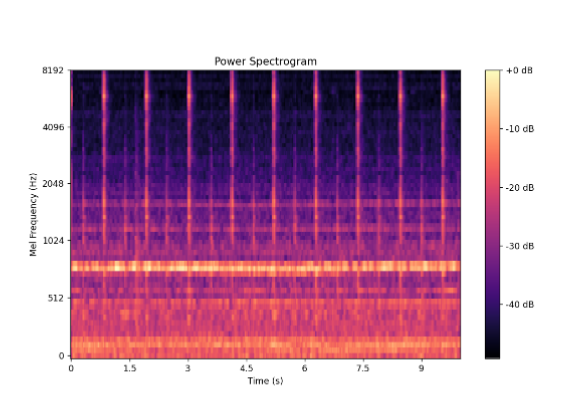 Power Spectrogram
8192
4096
2048
1024
512
0
Mel Frequency (Hz)
0 1.5 3 4.5 6 7.5 9
Time (s)
+0 dB
-10 dB
-20 dB
-30 dB
-40 dB